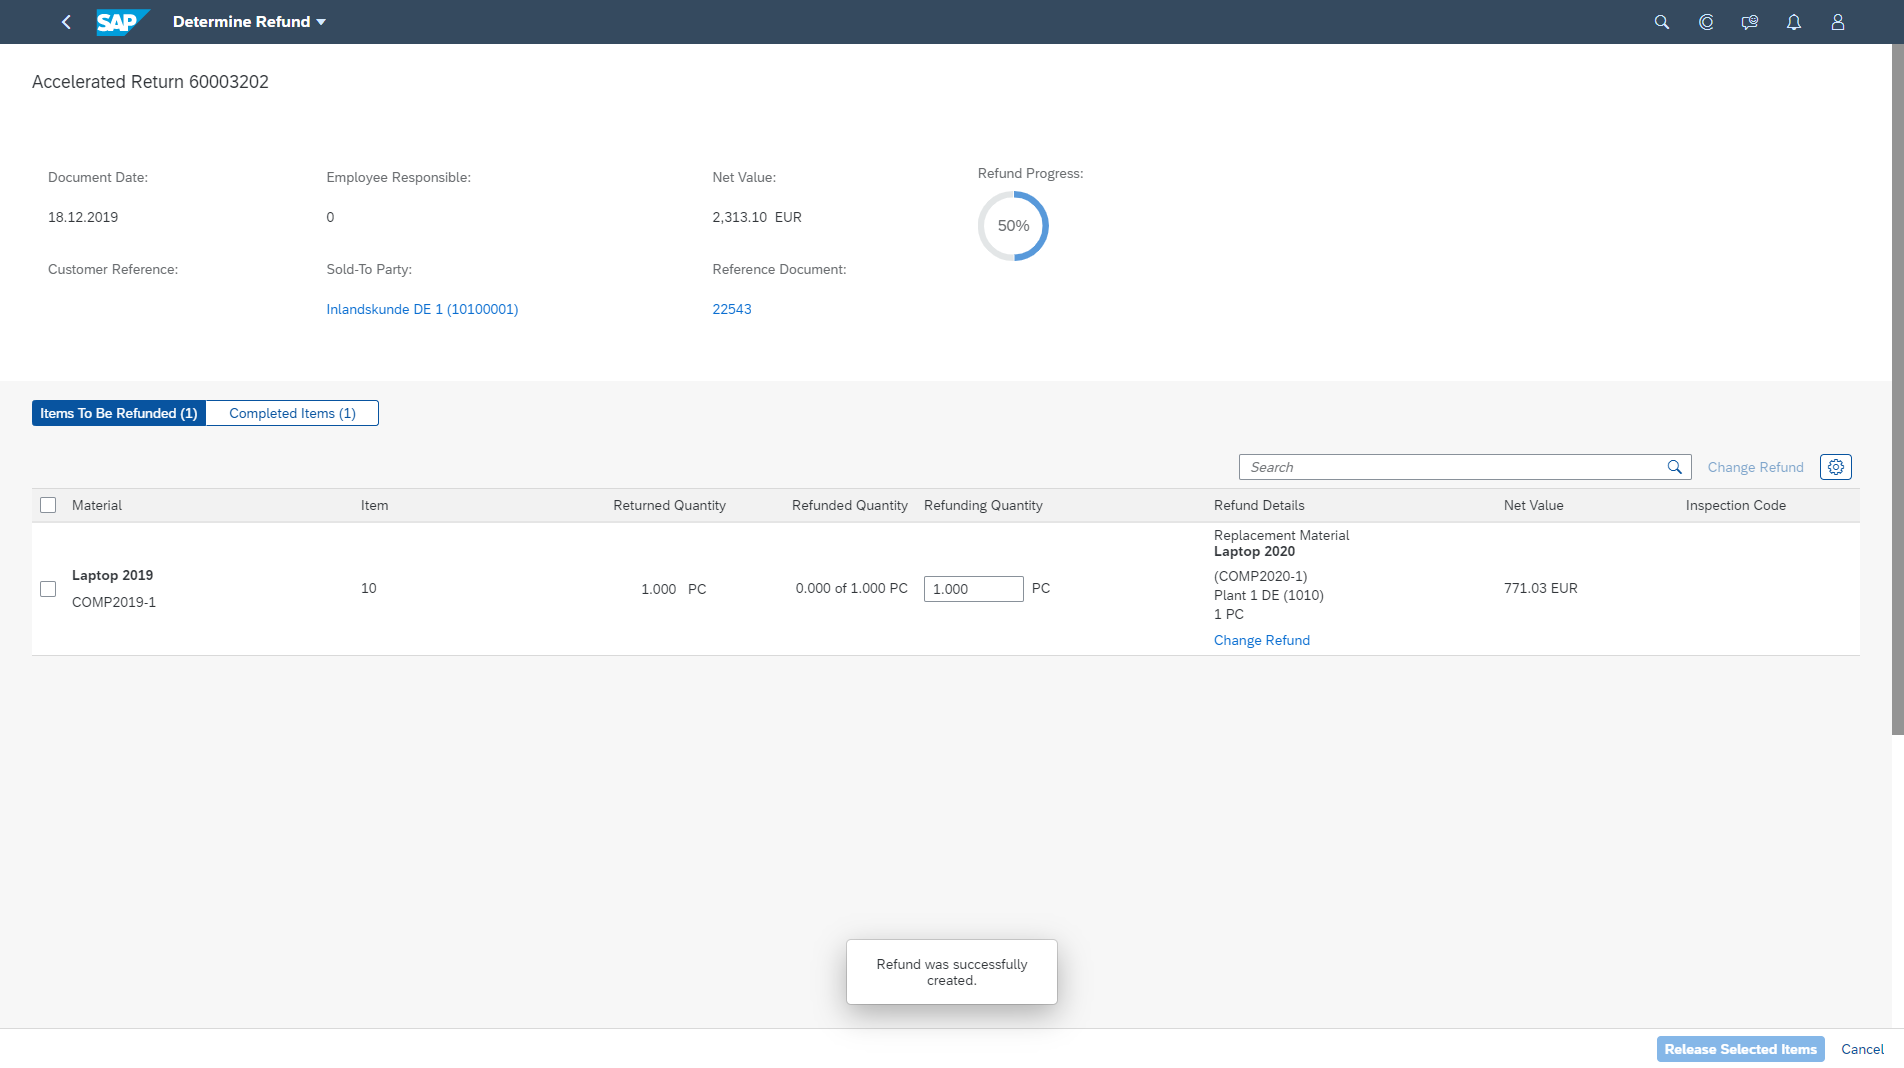 SAP Determine Refund
Accelerated Return 60003202
Document Date:
18.12.2019
Customer Reference:
Employee Responsible:
0
Sold-To Party:
Inlandskunde DE 1 (10100001)
Net Value:
2,313.10 EUR
Reference Document:
22543
Refund Progress:
50%
Items To Be Refunded (1) Completed Items (1)
Search Change Refund
Material Item Returned Quantity Refunded Quantity Refunding Quantity Refund Details Net Value Inspection Code
Laptop 2019
COMP2019-1
10
1.000 PC
0.000 of 1.000 PC
1.000 PC
Replacement Material
Laptop 2020
(COMP2020-1)
Plant 1 DE (1010)
1 PC
Change Refund
771.03 EUR
Refund was successfully
created.
Release Selected Items Cancel